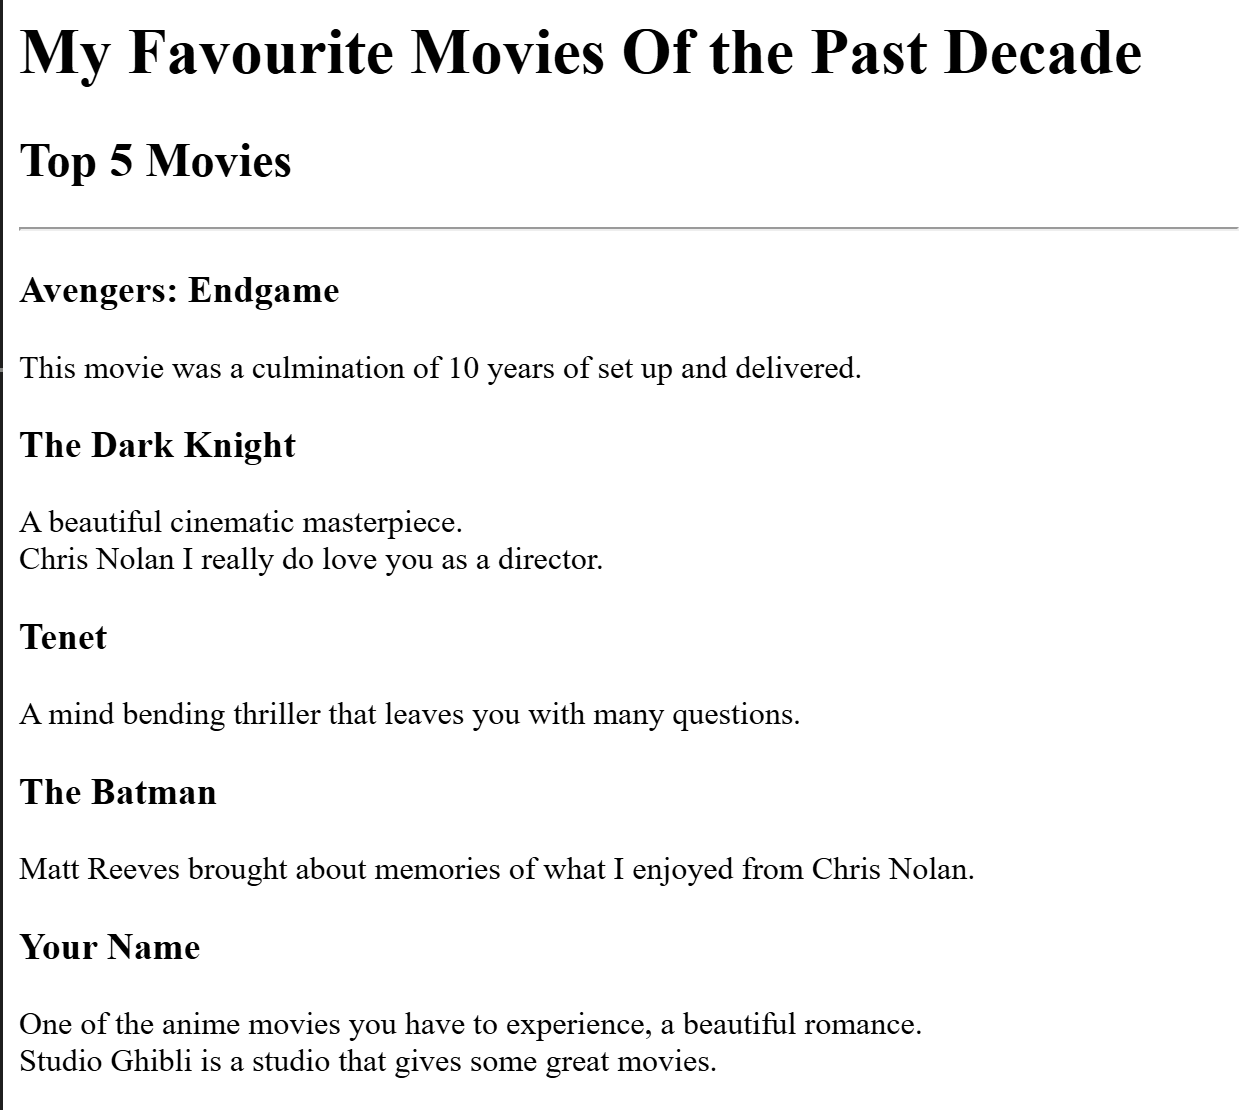 My Favourite Movies Of the Past Decade
Top 5 Movies
Avengers: Endgame
This movie was a culmination of 10 years of set up and delivered.
The Dark Knight
A beautiful cinematic masterpiece.
Chris Nolan I really do love you as a director.
Tenet
A mind bending thriller that leaves you with many questions.
The Batman
Matt Reeves brought about memories of what I enjoyed from Chris Nolan.
Your Name
One of the anime movies you have to experience, a beautiful romance.
Studio Ghibli is a studio that gives some great movies.